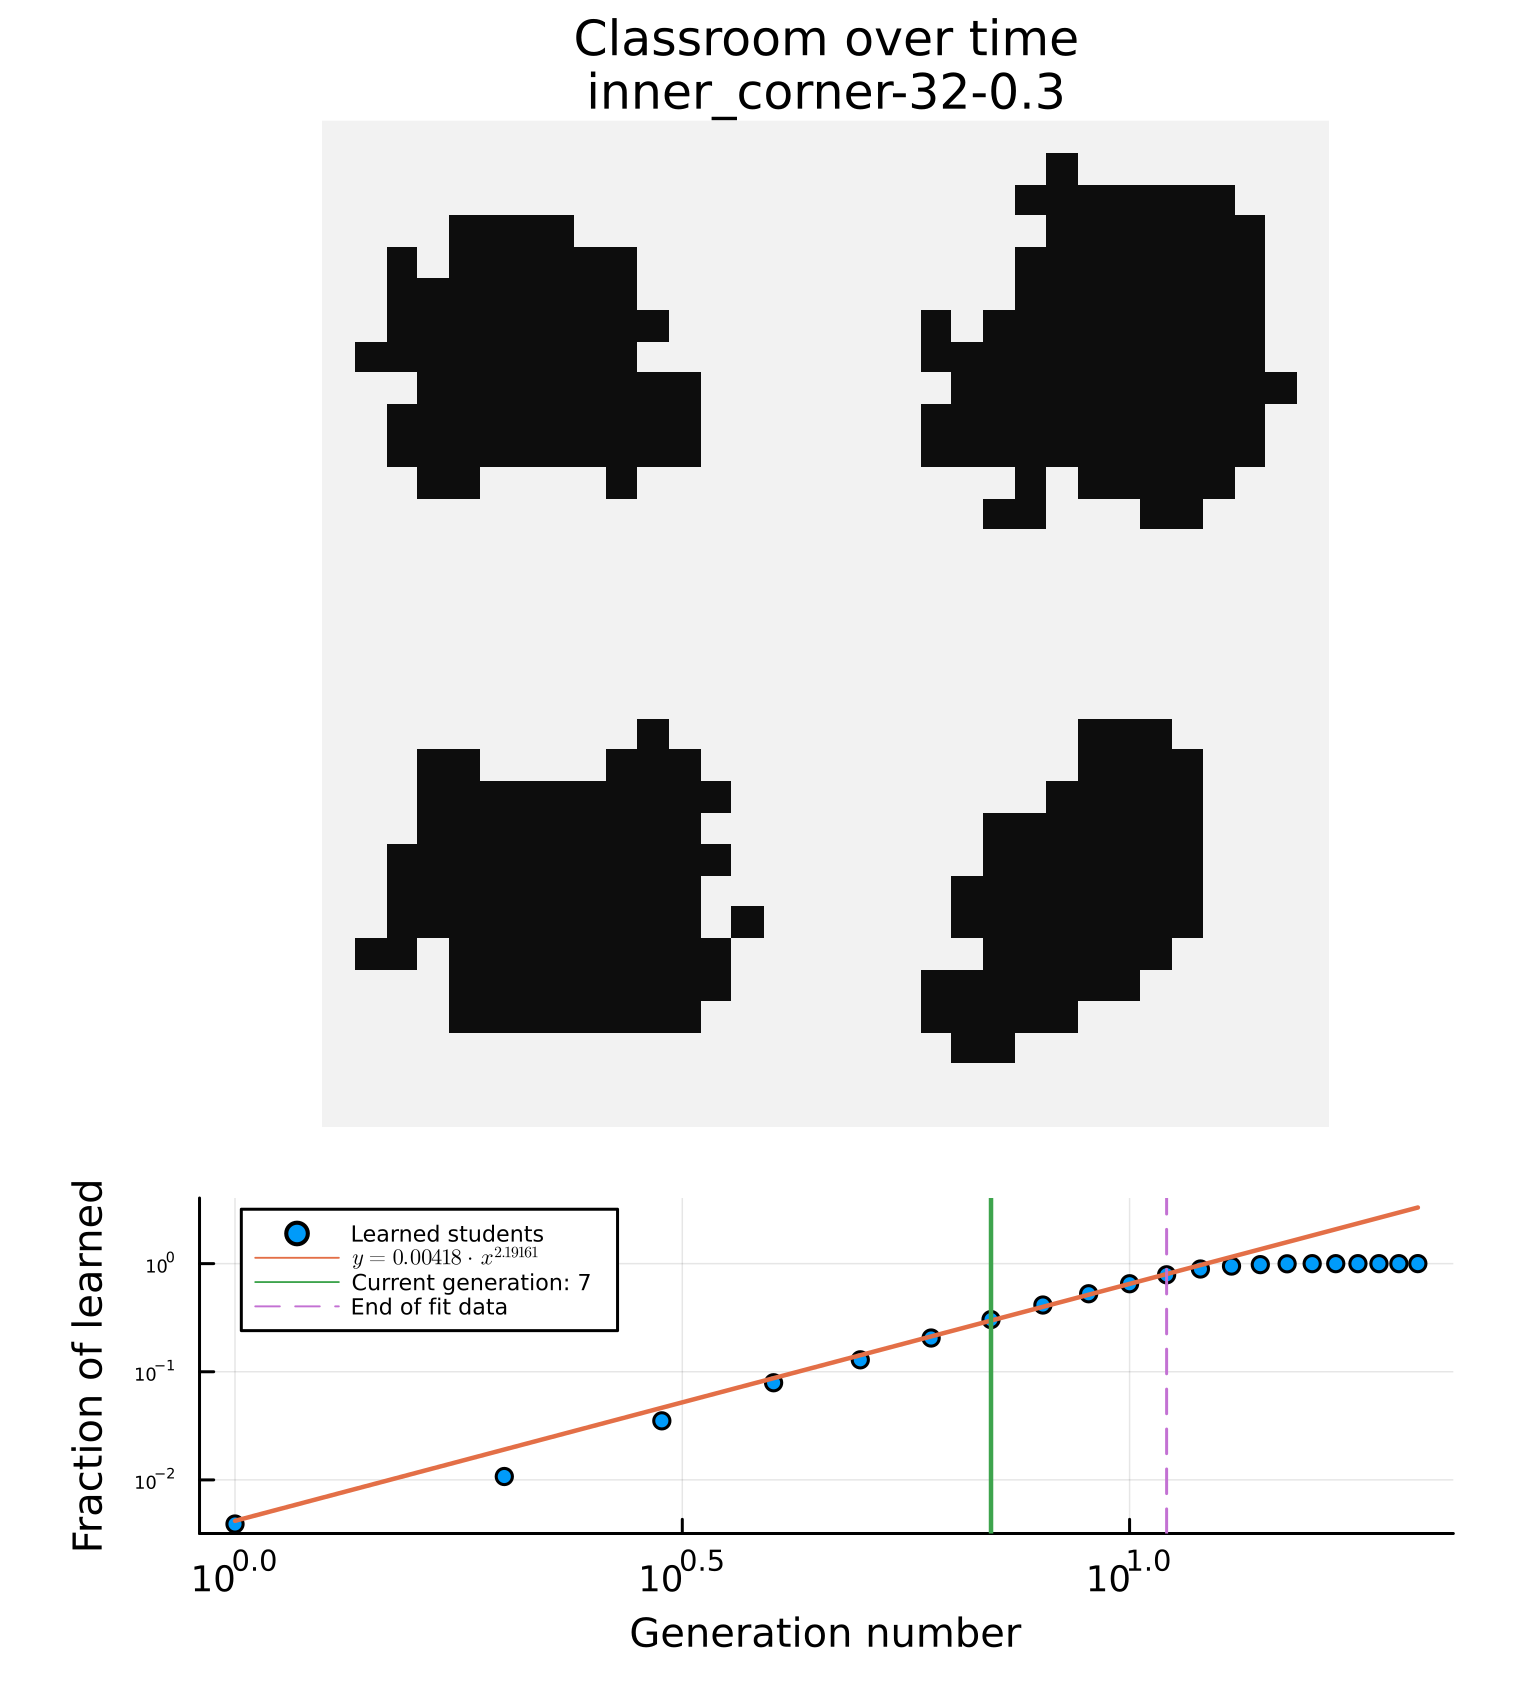 Classroom over time
inner_corner-32-0.3
Fraction of learned
10⁰
10⁻¹
10⁻²
Learned students
y = 0.00418 · x^2.19161
Current generation: 7
End of fit data
10^0.0
10^0.5
10^1.0
Generation number